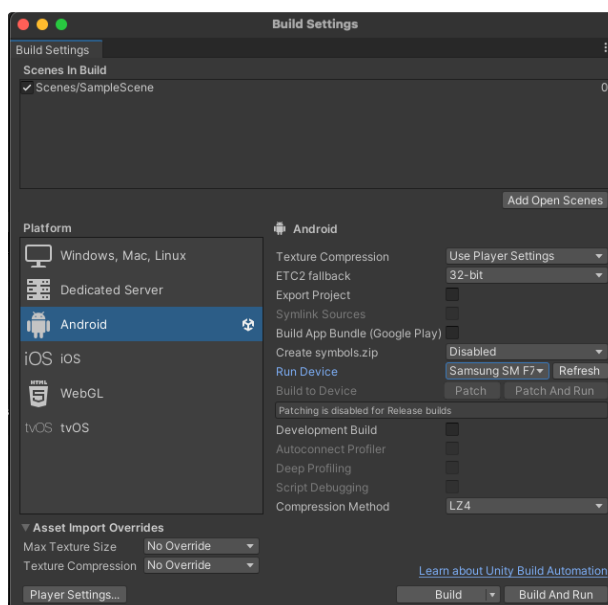 Build Settings
Build Settings
Scenes In Build
Scenes/SampleScene 0
Add Open Scenes
Platform
Windows, Mac, Linux
Dedicated Server
Android
iOS iOS
HTML 5 WebGL
tvOS tvOS
Android
Texture Compression Use Player Settings
ETC2 fallback 32-bit
Export Project
Symlink Sources
Build App Bundle (Google Play)
Create symbols.zip Disabled
Run Device Samsung SM F7 Refresh
Build to Device Patch Patch And Run
Patching is disabled for Release builds
Development Build
Autoconnect Profiler
Deep Profiling
Script Debugging
Compression Method LZ4
Asset Import Overrides
Max Texture Size No Override
Texture Compression No Override
Learn about Unity Build Automation
Player Settings... Build Build And Run